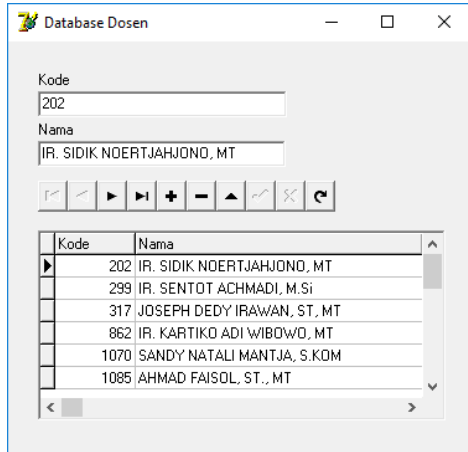 Database Dosen
Kode
202
Nama
IR. SIDIK NOERTJAHJONO, MT
Kode Nama
202 IR. SIDIK NOERTJAHJONO, MT
299 IR. SENTOT ACHMADI, M.Si
317 JOSEPH DEDY IRAWAN, ST, MT
862 IR. KARTIKO ADI WIBOWO, MT
1070 SANDY NATALI MANTJA, S.KOM
1085 AHMAD FAISOL, ST., MT